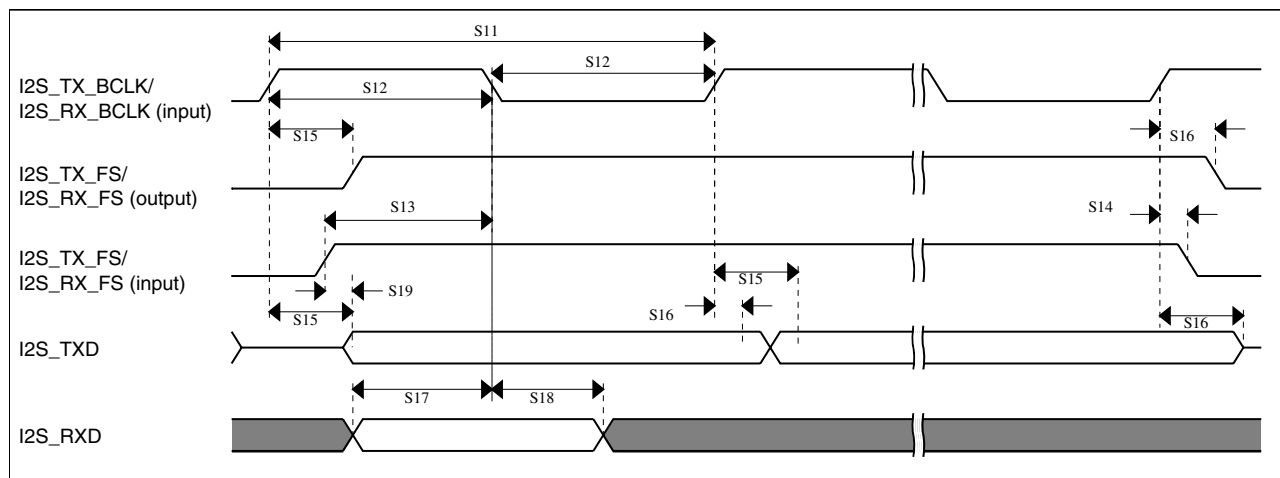 S11
I2S_TX_BCLK/
I2S_RX_BCLK (input)
S12
S12
S15
S16
I2S_TX_FS/
I2S_RX_FS (output)
S13
S14
I2S_TX_FS/
I2S_RX_FS (input)
S15
S19
S15
S16
S16
I2S_TXD
S17
S18
I2S_RXD